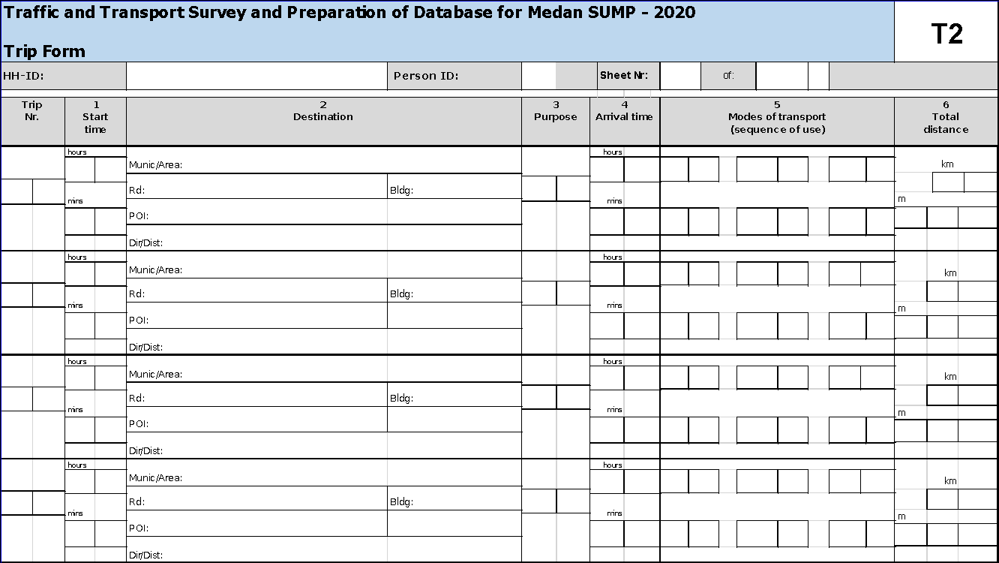 Traffic and Transport Survey and Preparation of Database for Medan SUMP – 2020
T2
Trip Form
HH-ID:
Person ID:
Sheet Nr:
of:
Trip
Nr.
1
Start
time
2
Destination
3
Purpose
4
Arrival time
5
Modes of transport
(sequence of use)
6
Total
distance
hours
Munic/Area:
hours
km
Rd:
Bldg:
mins
mins
m
POI:
Dir/Dist:
hours
Munic/Area:
hours
km
Rd:
Bldg:
mins
mins
m
POI:
Dir/Dist:
hours
Munic/Area:
hours
km
Rd:
Bldg:
mins
mins
m
POI:
Dir/Dist:
hours
Munic/Area:
hours
km
Rd:
Bldg:
mins
mins
m
POI:
Dir/Dist: